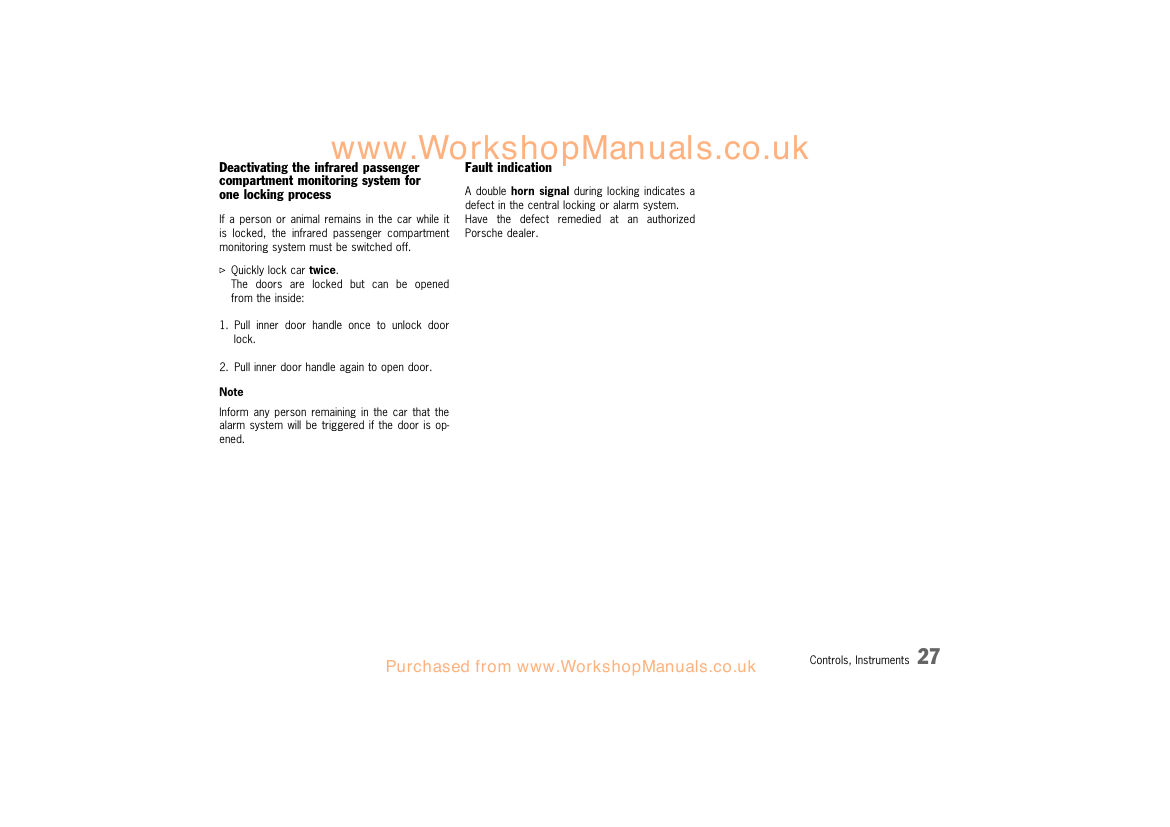 www.WorkshopManuals.co.uk
Deactivating the infrared passenger
compartment monitoring system for
one locking process
If a person or animal remains in the car while it
is locked, the infrared passenger compartment
monitoring system must be switched off.
▷ Quickly lock car twice.
The doors are locked but can be opened
from the inside:
1. Pull inner door handle once to unlock door
lock.
2. Pull inner door handle again to open door.
Note
Inform any person remaining in the car that the
alarm system will be triggered if the door is op-
ened.
Fault indication
A double horn signal during locking indicates a
defect in the central locking or alarm system.
Have the defect remedied at an authorized
Porsche dealer.
Controls, Instruments 27
Purchased from www.WorkshopManuals.co.uk